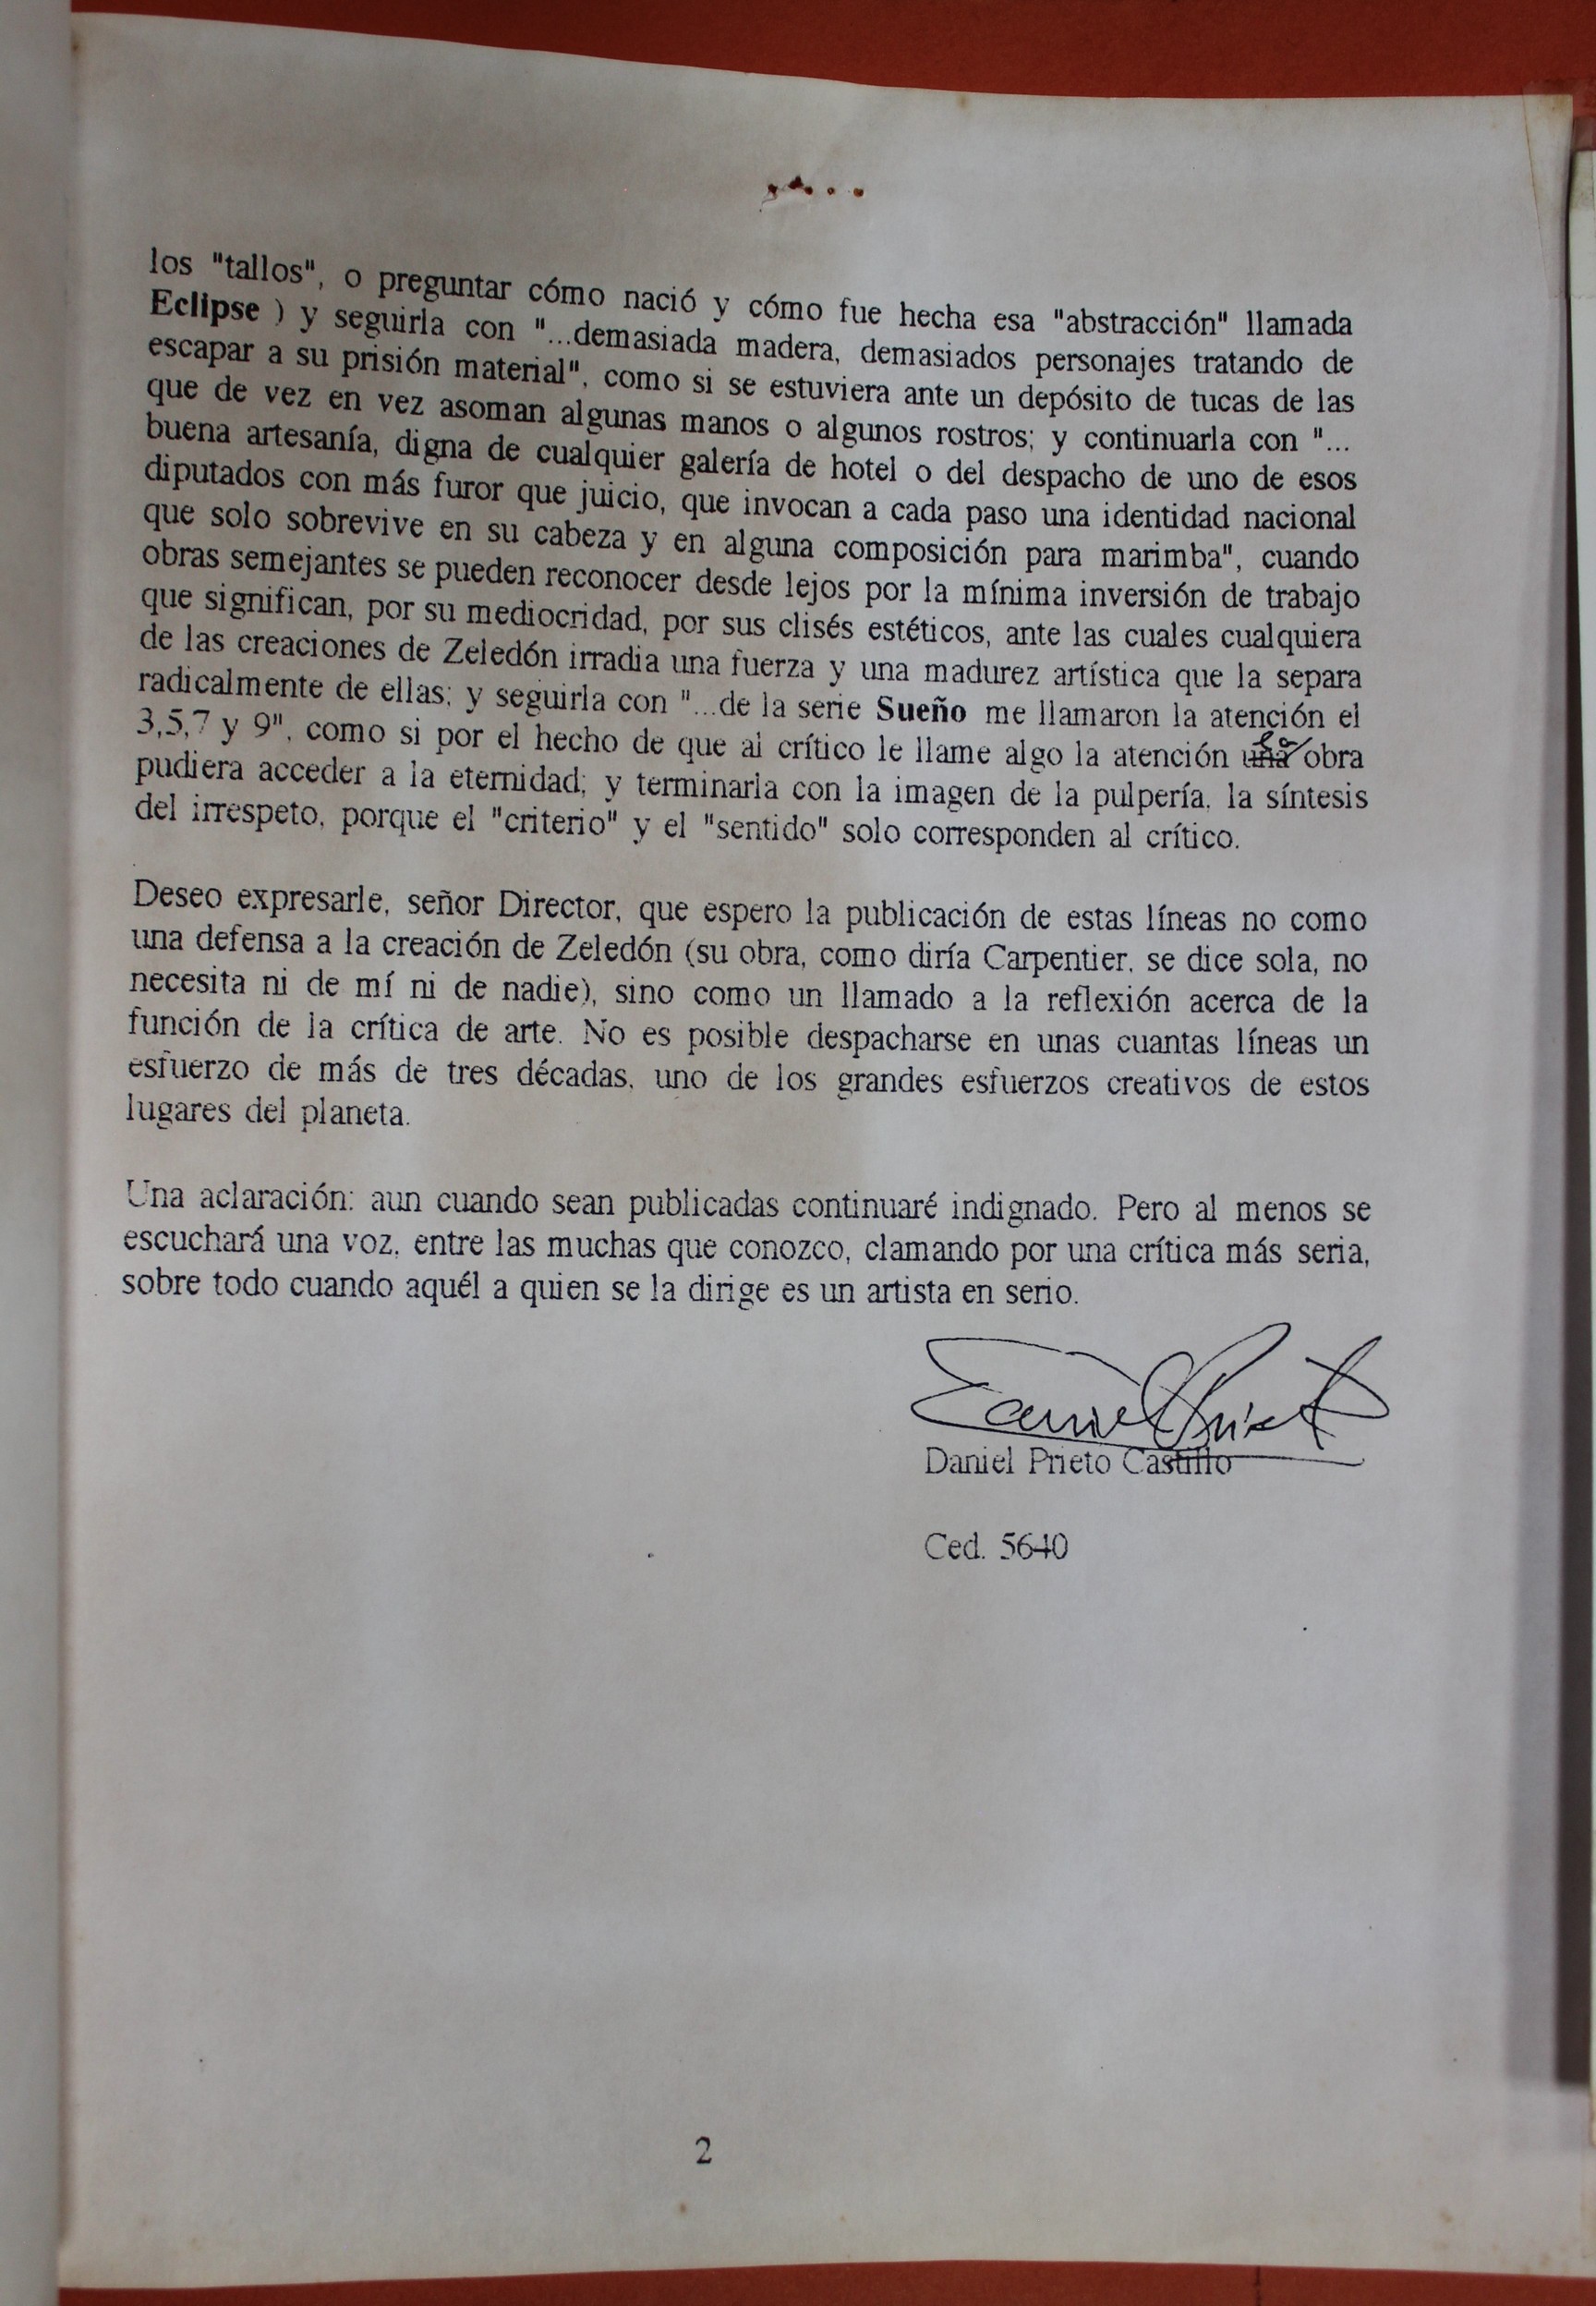 los "tallos", o preguntar cómo nació y cómo fue hecha esa "abstracción" llamada
Eclipse ) y seguirla con "...demasiada madera, demasiados personajes tratando de
escapar a su prisión material", como si se estuviera ante un depósito de tucas de las
que de vez en vez asoman algunas manos o algunos rostros; y continuarla con "...
buena artesanía, digna de cualquier galería de hotel o del despacho de uno de esos
diputados con más furor que juicio, que invocan a cada paso una identidad nacional
que solo sobrevive en su cabeza y en alguna composición para marimba", cuando
obras semejantes se pueden reconocer desde lejos por la mínima inversión de trabajo
que significan, por su mediocridad, por sus clisés estéticos, ante las cuales cualquiera
de las creaciones de Zeledón irradia una fuerza y una madurez artística que la separa
radicalmente de ellas; y seguirla con "...de la serie Sueño me llamaron la atención el
3,5,7 y 9", como si por el hecho de que al crítico le llame algo la atención una la obra
pudiera acceder a la eternidad; y terminarla con la imagen de la pulpería, la síntesis
del irrespeto, porque el "criterio" y el "sentido" solo corresponden al crítico.
Deseo expresarle, señor Director, que espero la publicación de estas líneas no como
una defensa a la creación de Zeledón (su obra, como diría Carpentier, se dice sola, no
necesita ni de mí ni de nadie), sino como un llamado a la reflexión acerca de la
función de la crítica de arte. No es posible despacharse en unas cuantas líneas un
esfuerzo de más de tres décadas, uno de los grandes esfuerzos creativos de estos
lugares del planeta.
Una aclaración: aun cuando sean publicadas continuaré indignado. Pero al menos se
escuchará una voz, entre las muchas que conozco, clamando por una crítica más seria,
sobre todo cuando aquél a quien se la dirige es un artista en serio.
Daniel Prieto
Daniel Prieto Castillo
Ced. 5640
2